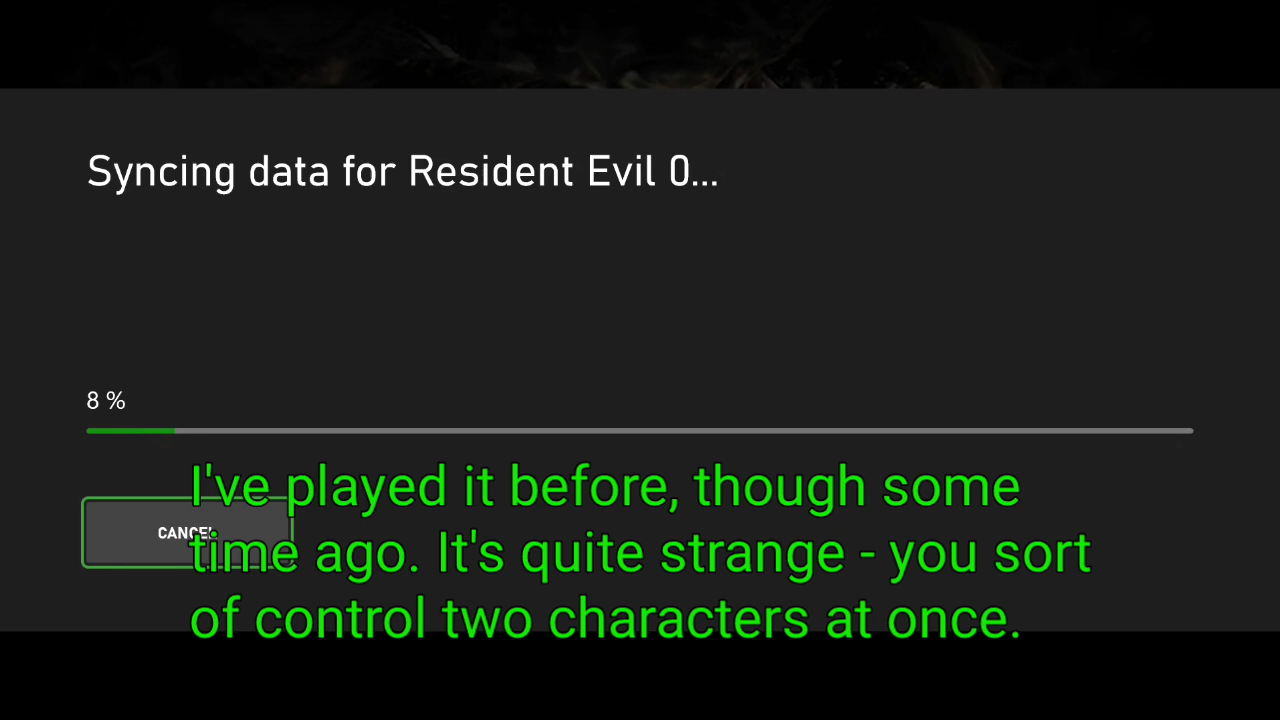 Syncing data for Resident Evil 0...
8 %
CANCEL
I've played it before, though some
time ago. It's quite strange - you sort
of control two characters at once.